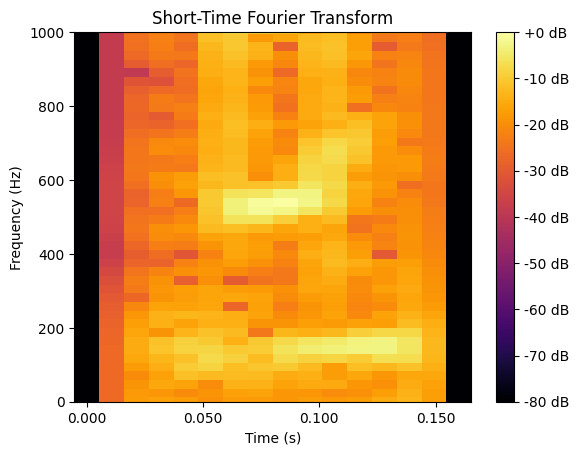 Short-Time Fourier Transform
1000
800
600
400
200
0
Frequency (Hz)
0.000
0.050
0.100
0.150
Time (s)
+0 dB
-10 dB
-20 dB
-30 dB
-40 dB
-50 dB
-60 dB
-70 dB
-80 dB